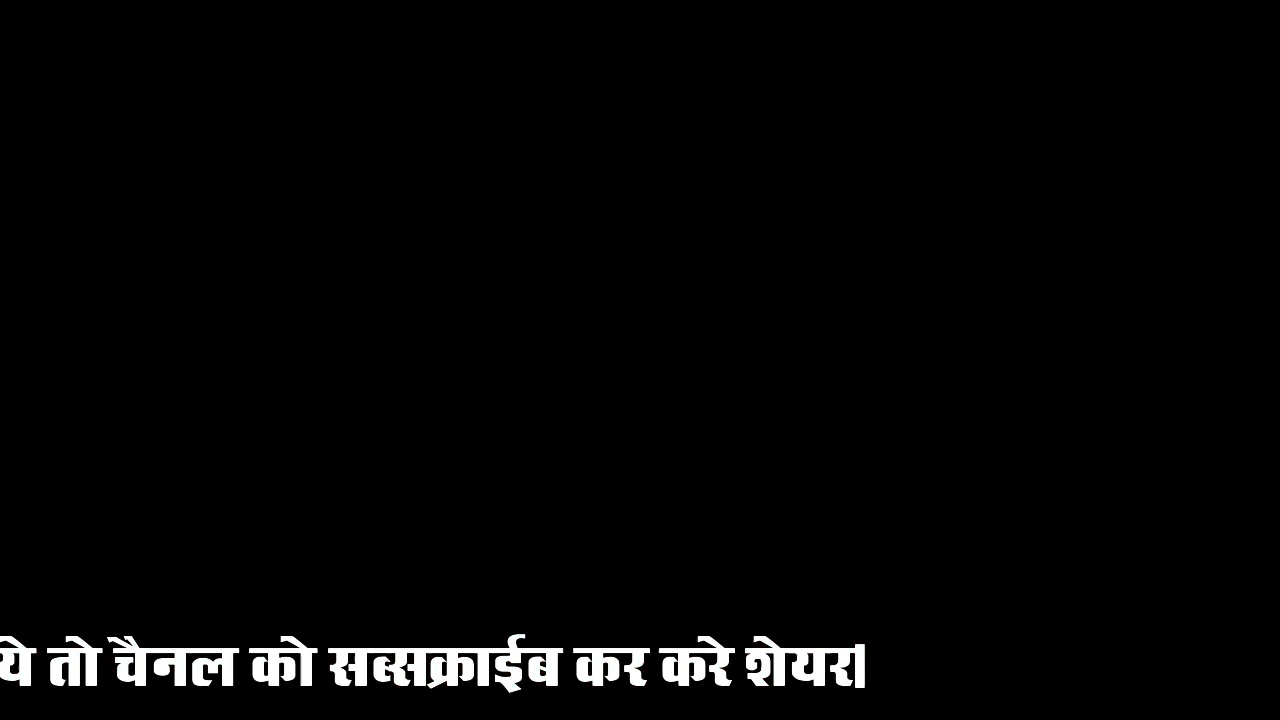 ये तो चैनल को सब्सक्राईब कर करे शेयर|